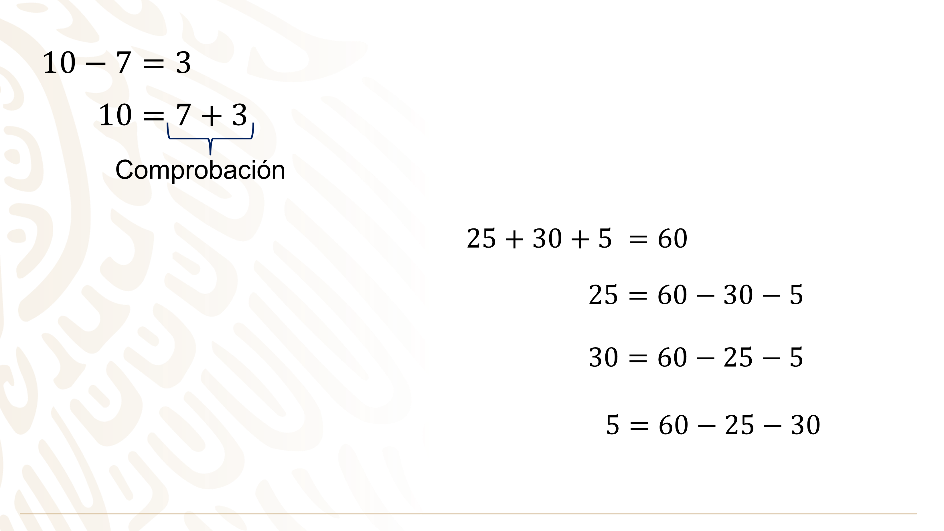 10 − 7 = 3
10 = 7 + 3
Comprobación
25 + 30 + 5 = 60
25 = 60 − 30 − 5
30 = 60 − 25 − 5
5 = 60 − 25 − 30